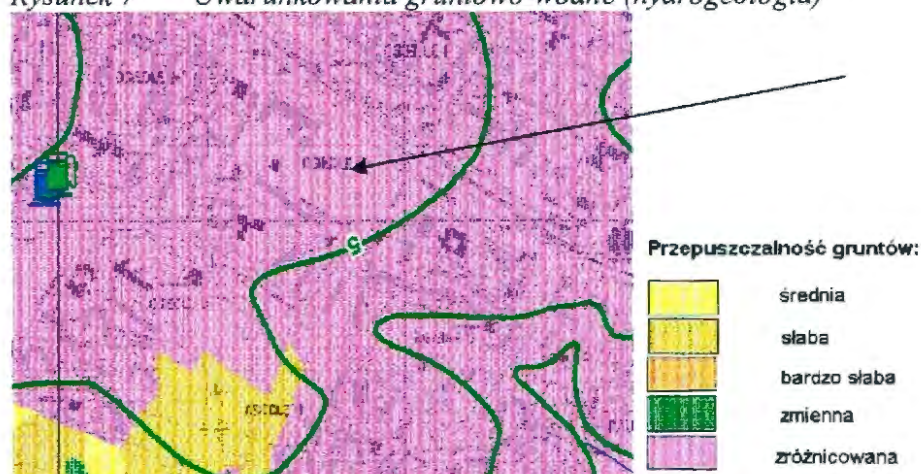 Rysunek 7 Uwarunkowania gruntowo-wodne (hydrogeologia)
5
Przepuszczalność gruntów:
średnia
słaba
bardzo słaba
zmienna
zróżnicowana